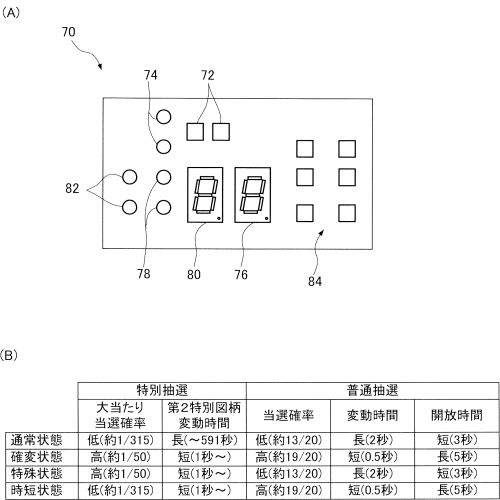 (A)
70
74
72
82
78
80
76
84
(B)
特別抽選 普通抽選
大当たり当選確率 第2特別図柄変動時間 当選確率 変動時間 開放時間
通常状態 低(約1/315) 長(~591秒) 低(約13/20) 長(2秒) 短(3秒)
確変状態 高(約1/50) 短(1秒~) 高(約19/20) 短(0.5秒) 長(5秒)
特殊状態 高(約1/50) 短(1秒~) 低(約13/20) 長(2秒) 短(3秒)
時短状態 低(約1/315) 短(1秒~) 高(約19/20) 短(0.5秒) 長(5秒)